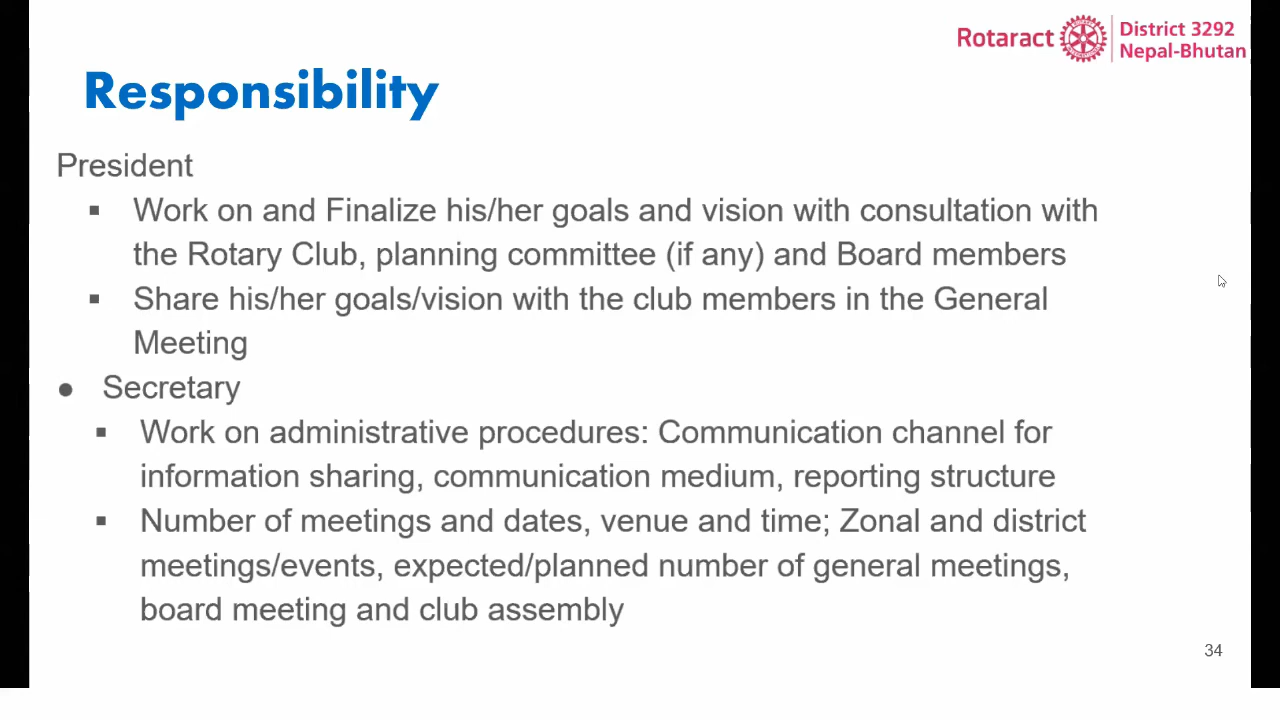 Rotaract
District 3292
Nepal-Bhutan
Responsibility
President
▪ Work on and Finalize his/her goals and vision with consultation with
the Rotary Club, planning committee (if any) and Board members
▪ Share his/her goals/vision with the club members in the General
Meeting
● Secretary
▪ Work on administrative procedures: Communication channel for
information sharing, communication medium, reporting structure
▪ Number of meetings and dates, venue and time; Zonal and district
meetings/events, expected/planned number of general meetings,
board meeting and club assembly
34